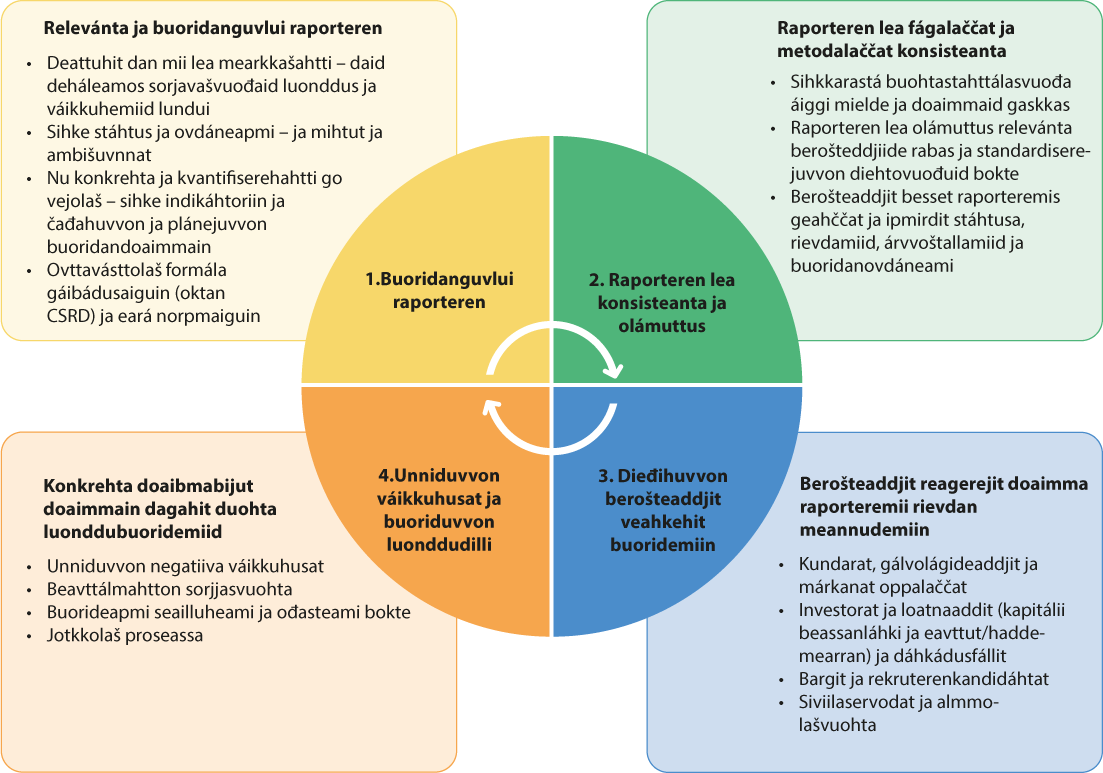 Relevánta ja buoridanguvlui raporteren
• Deattuhit dan mii lea mearkkašahtti – daid
deháleamos sorjavašvuođaid luonddus ja
váikkuhemiid lundui
• Sihke stáhtus ja ovdáneapmi – ja mihtut ja
ambišuvnnat
• Nu konkrehta ja kvantifiserehahtti go
vejolaš – sihke indikáhtoriin ja
čađahuvvon ja plánejuvvon
buoridandoaimmain
• Ovttavásttolaš formála
gáibádusaiguin (oktan
CSRD) ja eará norpmaiguin
Raporteren lea fágalaččat ja
metodalaččat konsisteanta
• Sihkkarastá buohtastahttálasvuođa
áiggi mielde ja doaimmaid gaskkas
• Raporteren lea olámuttus relevánta
berošteddjiide rabas ja standardisere-
juvvon diehtovuođuid bokte
• Berošteaddjit besset raporteremis
geahččat ja ipmirdit stáhtusa,
rievdamiid, árvvoštallamiid ja
buoridanovdáneami
1.Buoridanguvlui
raporteren
2. Raporteren lea
konsisteanta ja
olámuttus
4.Unniduvvon
váikkuhusat ja
buoriduvvon
luonddudilli
3. Dieđihuvvon
berošteaddjit
veahkehit
buoridemiin
Konkrehta doaibmabijut
doaimmain dagahit duohta
luonddubuoridemiid
• Unniduvvon negatiiva váikkuhusat
• Beavttálmahtton sorjjasvuohta
• Buorideapmi seailluheami ja ođasteami bokte
• Jotkkolaš proseassa
Berošteaddjit reagerejit doaimma
raporteremii rievdan
meannudemiin
• Kundarat, gálvolágideaddjit ja
márkanat oppalaččat
• Investorat ja loatnaaddit (kapitálii
beassanláhki ja eavttut/hadde-
mearran) ja dáhkádusfállit
• Bargit ja rekruterenkandidáhtat
• Siviilaservodat ja almmo-
lašvuohta